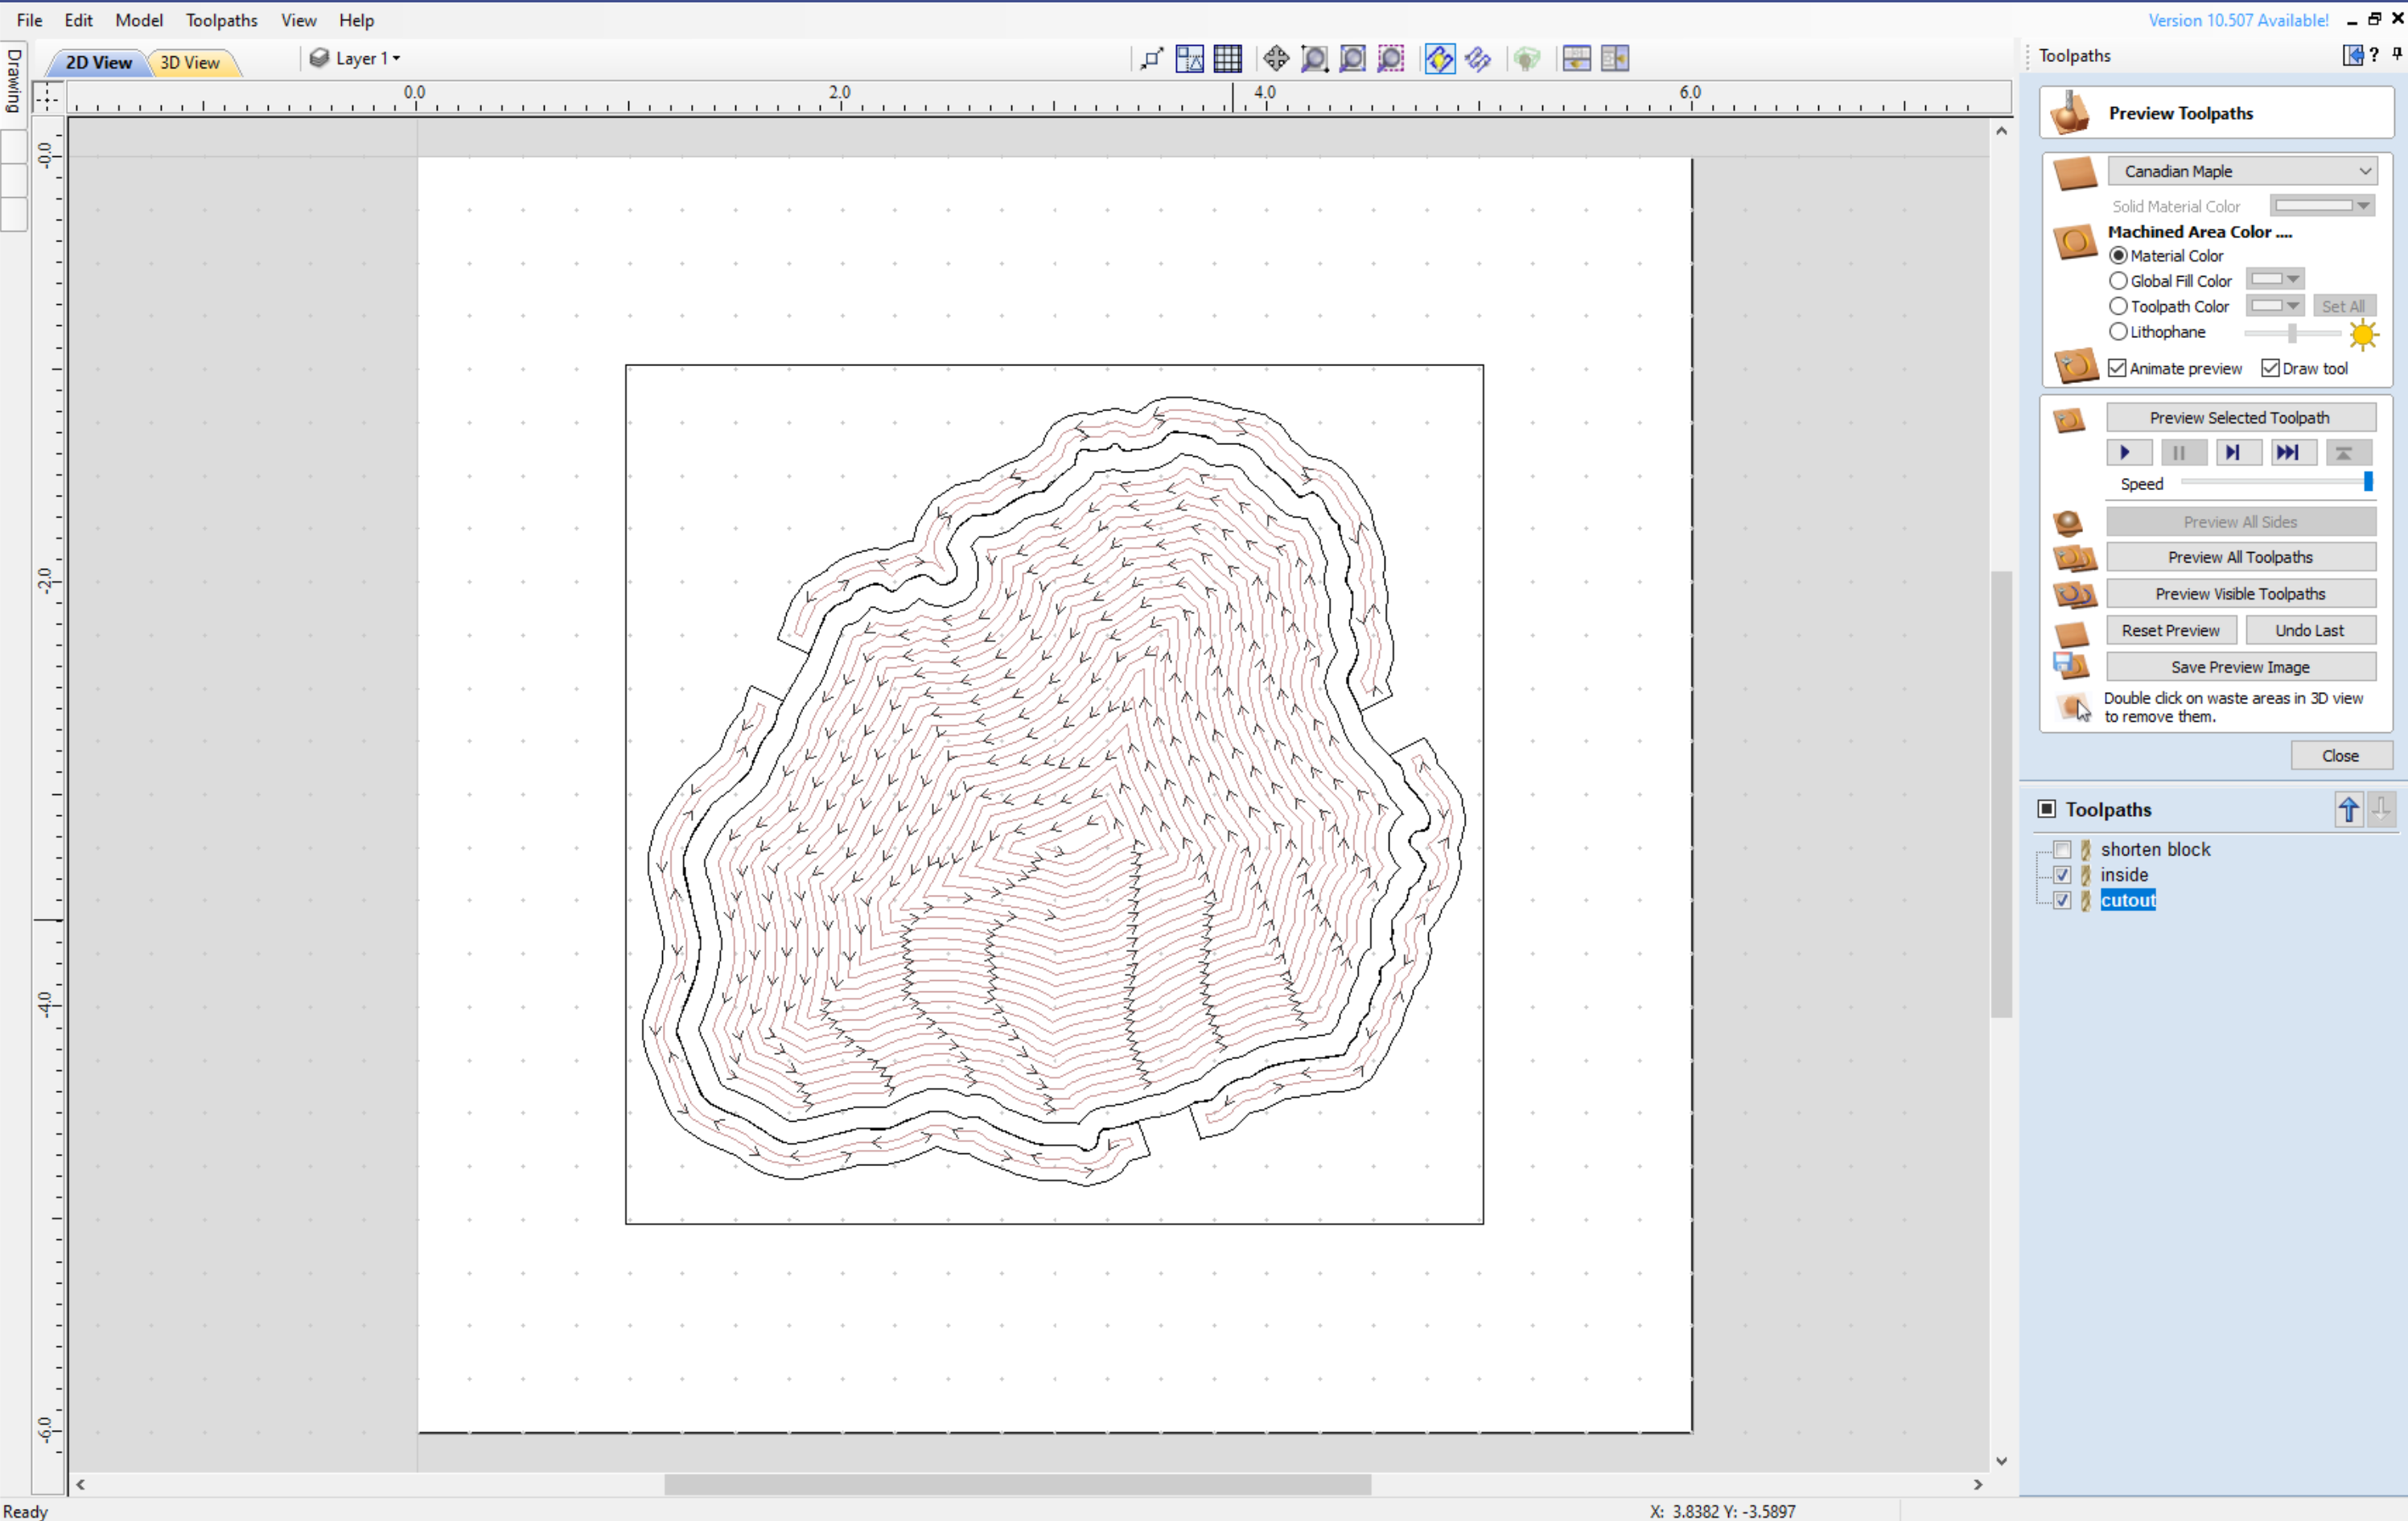 File Edit Model Toolpaths View Help
Version 10.507 Available!
Drawing
2D View 3D View Layer 1
Toolpaths ?
0.0 2.0 4.0 6.0
-0.0
-2.0
-4.0
-6.0
Preview Toolpaths
Canadian Maple
Solid Material Color
Machined Area Color ....
Material Color
Global Fill Color
Toolpath Color Set All
Lithophane
Animate preview Draw tool
Preview Selected Toolpath
Speed
Preview All Sides
Preview All Toolpaths
Preview Visible Toolpaths
Reset Preview Undo Last
Save Preview Image
Double click on waste areas in 3D view
to remove them.
Close
Toolpaths
shorten block
inside
cutout
Ready
X: 3.8382 Y: -3.5897